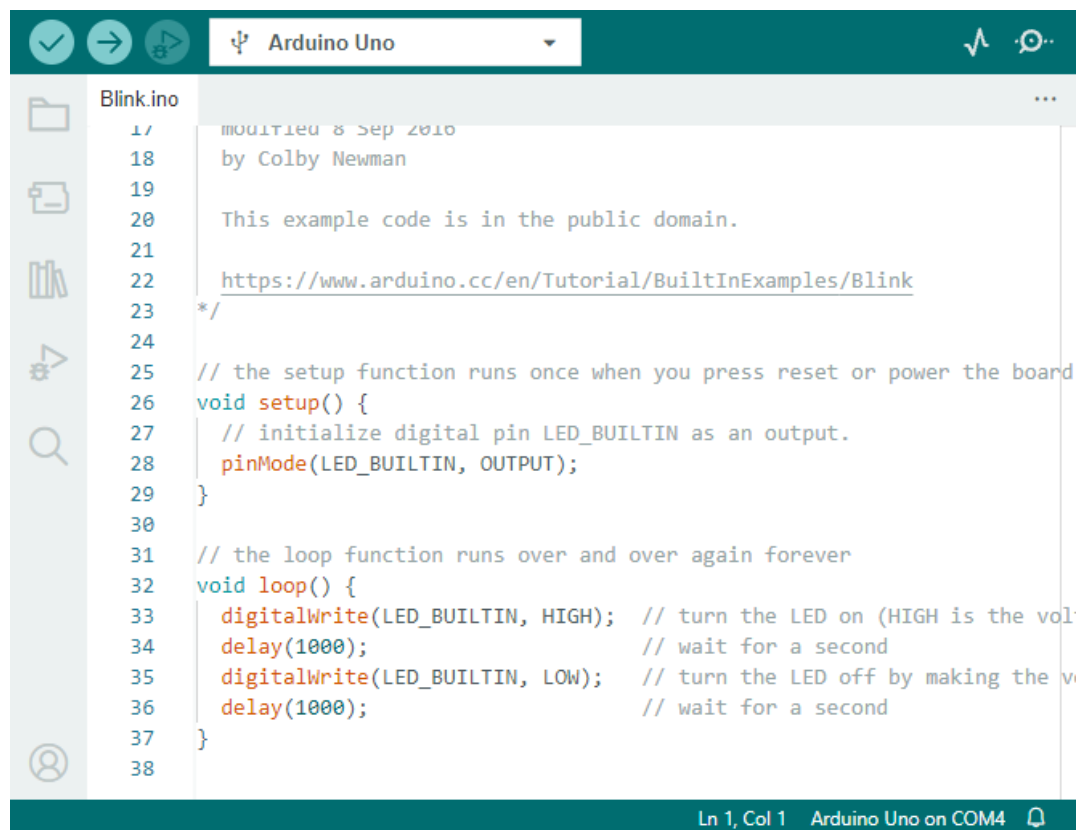 Arduino Uno
Blink.ino
17 modified 8 Sep 2016
18 by Colby Newman
19
20 This example code is in the public domain.
21
22 https://www.arduino.cc/en/Tutorial/BuiltInExamples/Blink
23 */
24
25 // the setup function runs once when you press reset or power the board
26 void setup() {
27 // initialize digital pin LED_BUILTIN as an output.
28 pinMode(LED_BUILTIN, OUTPUT);
29 }
30
31 // the loop function runs over and over again forever
32 void loop() {
33 digitalWrite(LED_BUILTIN, HIGH); // turn the LED on (HIGH is the vol
34 delay(1000); // wait for a second
35 digitalWrite(LED_BUILTIN, LOW); // turn the LED off by making the v
36 delay(1000); // wait for a second
37 }
38
Ln 1, Col 1 Arduino Uno on COM4